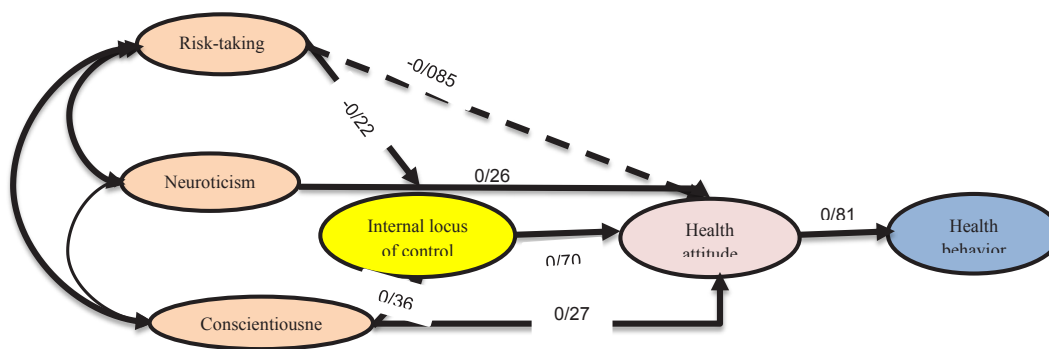 Risk-taking
-0/085
-0/22
Neuroticism
0/26
Internal locus
of control
Health
attitude
0/81
Health
behavior
0/70
0/36
Conscientiousne
0/27